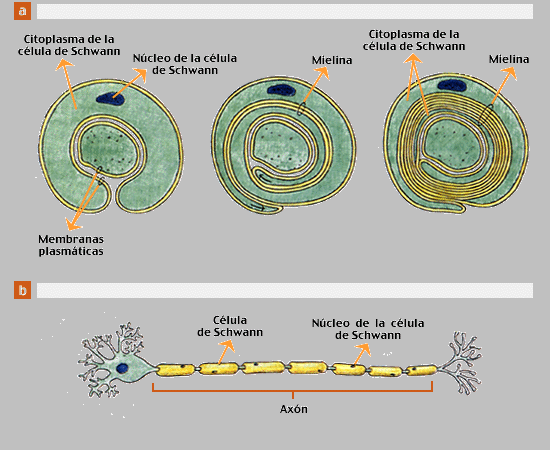 a
Citoplasma de la
célula de Schwann
Núcleo de la célula
de Schwann
Membranas
plasmáticas
Mielina
Citoplasma de la
célula de Schwann
Mielina
b
Célula
de Schwann
Núcleo de la célula
de Schwann
Axón